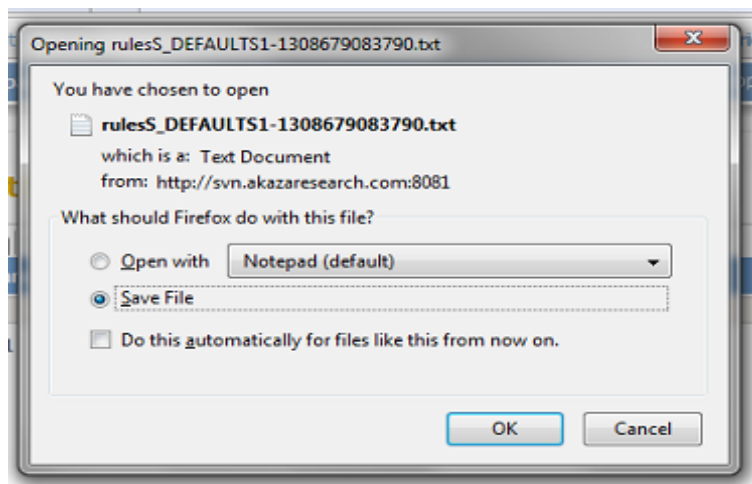 Opening rulesS_DEFAULTS1-1308679083790.txt
You have chosen to open
rulesS_DEFAULTS1-1308679083790.txt
which is a: Text Document
from: http://svn.akazaresearch.com:8081
What should Firefox do with this file?
Open with Notepad (default)
Save File
Do this automatically for files like this from now on.
OK Cancel